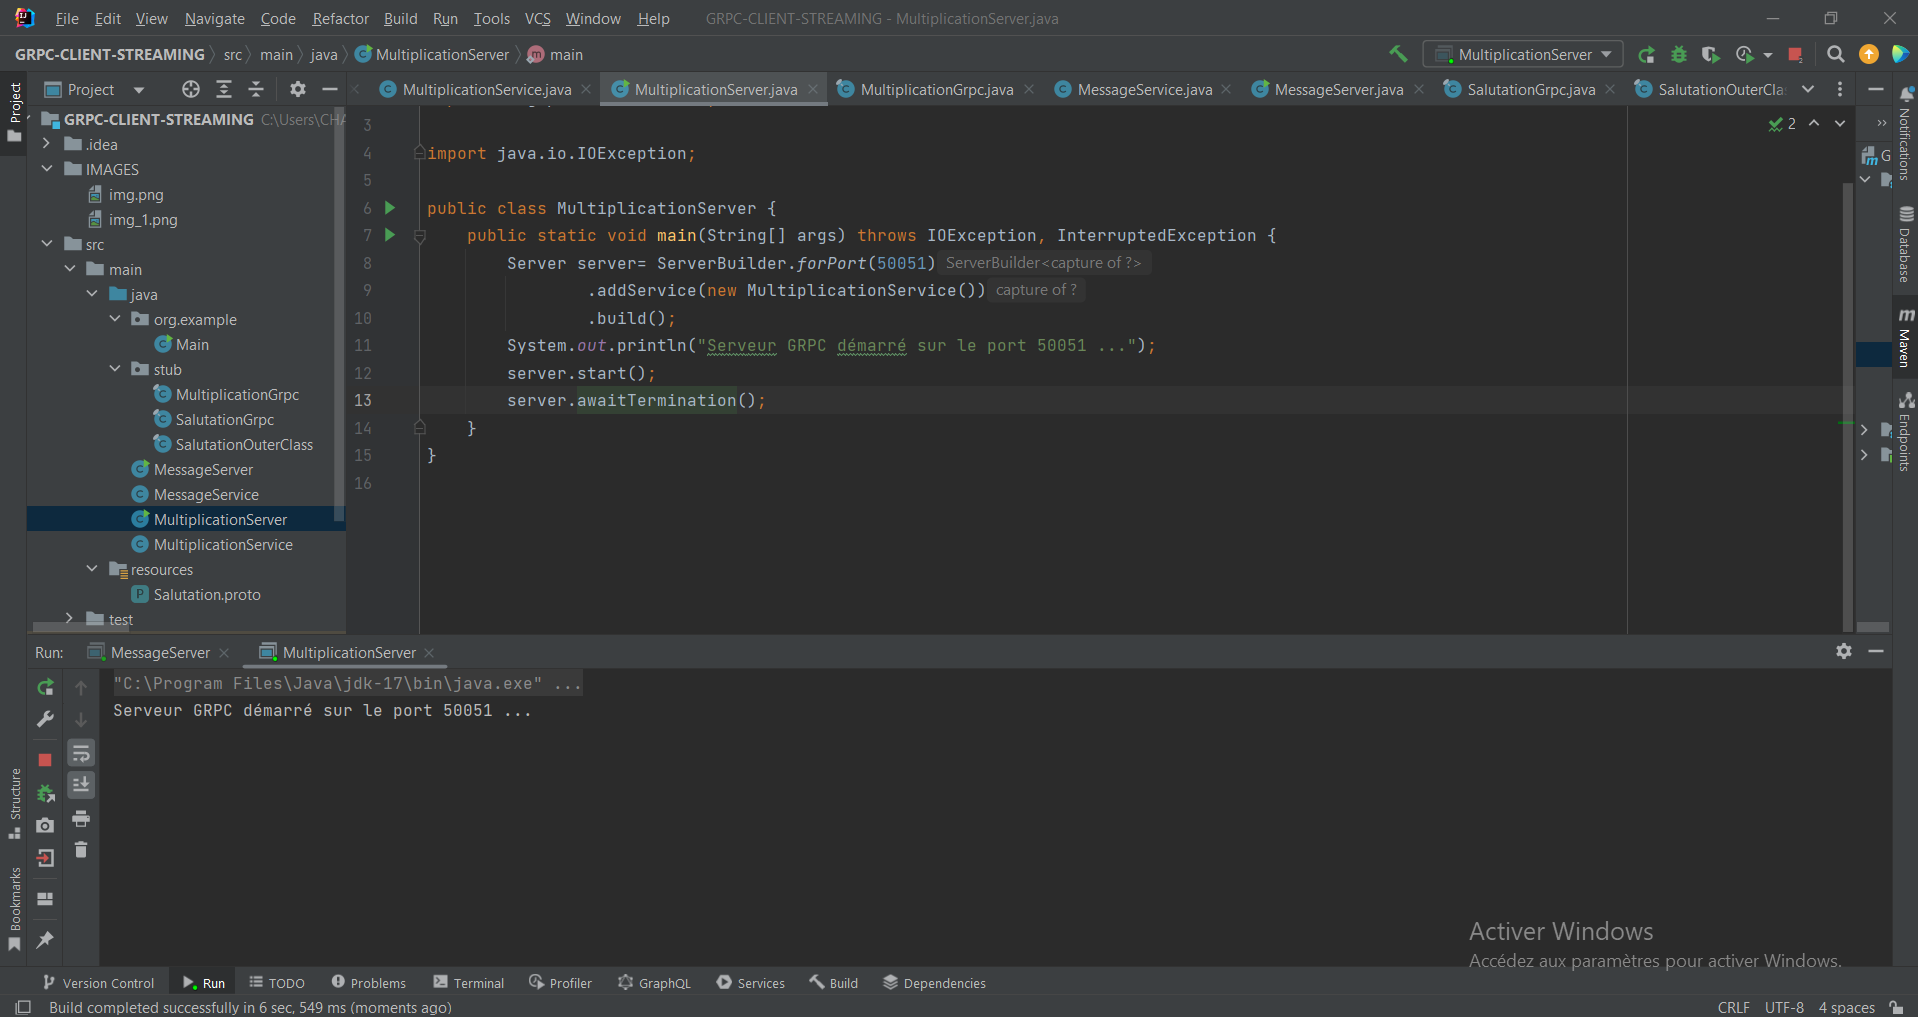 File Edit View Navigate Code Refactor Build Run Tools VCS Window Help GRPC-CLIENT-STREAMING - MultiplicationServer.java
GRPC-CLIENT-STREAMING src main java MultiplicationServer main MultiplicationServer
Project
MultiplicationService.java MultiplicationServer.java MultiplicationGrpc.java MessageService.java MessageServer.java SalutationGrpc.java SalutationOuterCla
Project
GRPC-CLIENT-STREAMING C:\Users\CHA
.idea
IMAGES
img.png
img_1.png
src
main
java
org.example
Main
stub
MultiplicationGrpc
SalutationGrpc
SalutationOuterClass
MessageServer
MessageService
MultiplicationServer
MultiplicationService
resources
Salutation.proto
test
2
3
4 import java.io.IOException;
5
6 public class MultiplicationServer {
7 public static void main(String[] args) throws IOException, InterruptedException {
8 Server server= ServerBuilder.forPort(50051) ServerBuilder<capture of ?>
9 .addService(new MultiplicationService()) capture of ?
10 .build();
11 System.out.println("Serveur GRPC démarré sur le port 50051 ...");
12 server.start();
13 server.awaitTermination();
14 }
15 }
16
G
Notifications
Database
m Maven
Endpoints
Run: MessageServer MultiplicationServer
"C:\Program Files\Java\jdk-17\bin\java.exe" ...
Serveur GRPC démarré sur le port 50051 ...
Structure
Bookmarks
Activer Windows
Accédez aux paramètres pour activer Windows.
Version Control Run TODO Problems Terminal Profiler GraphQL Services Build Dependencies
Build completed successfully in 6 sec, 549 ms (moments ago) CRLF UTF-8 4 spaces